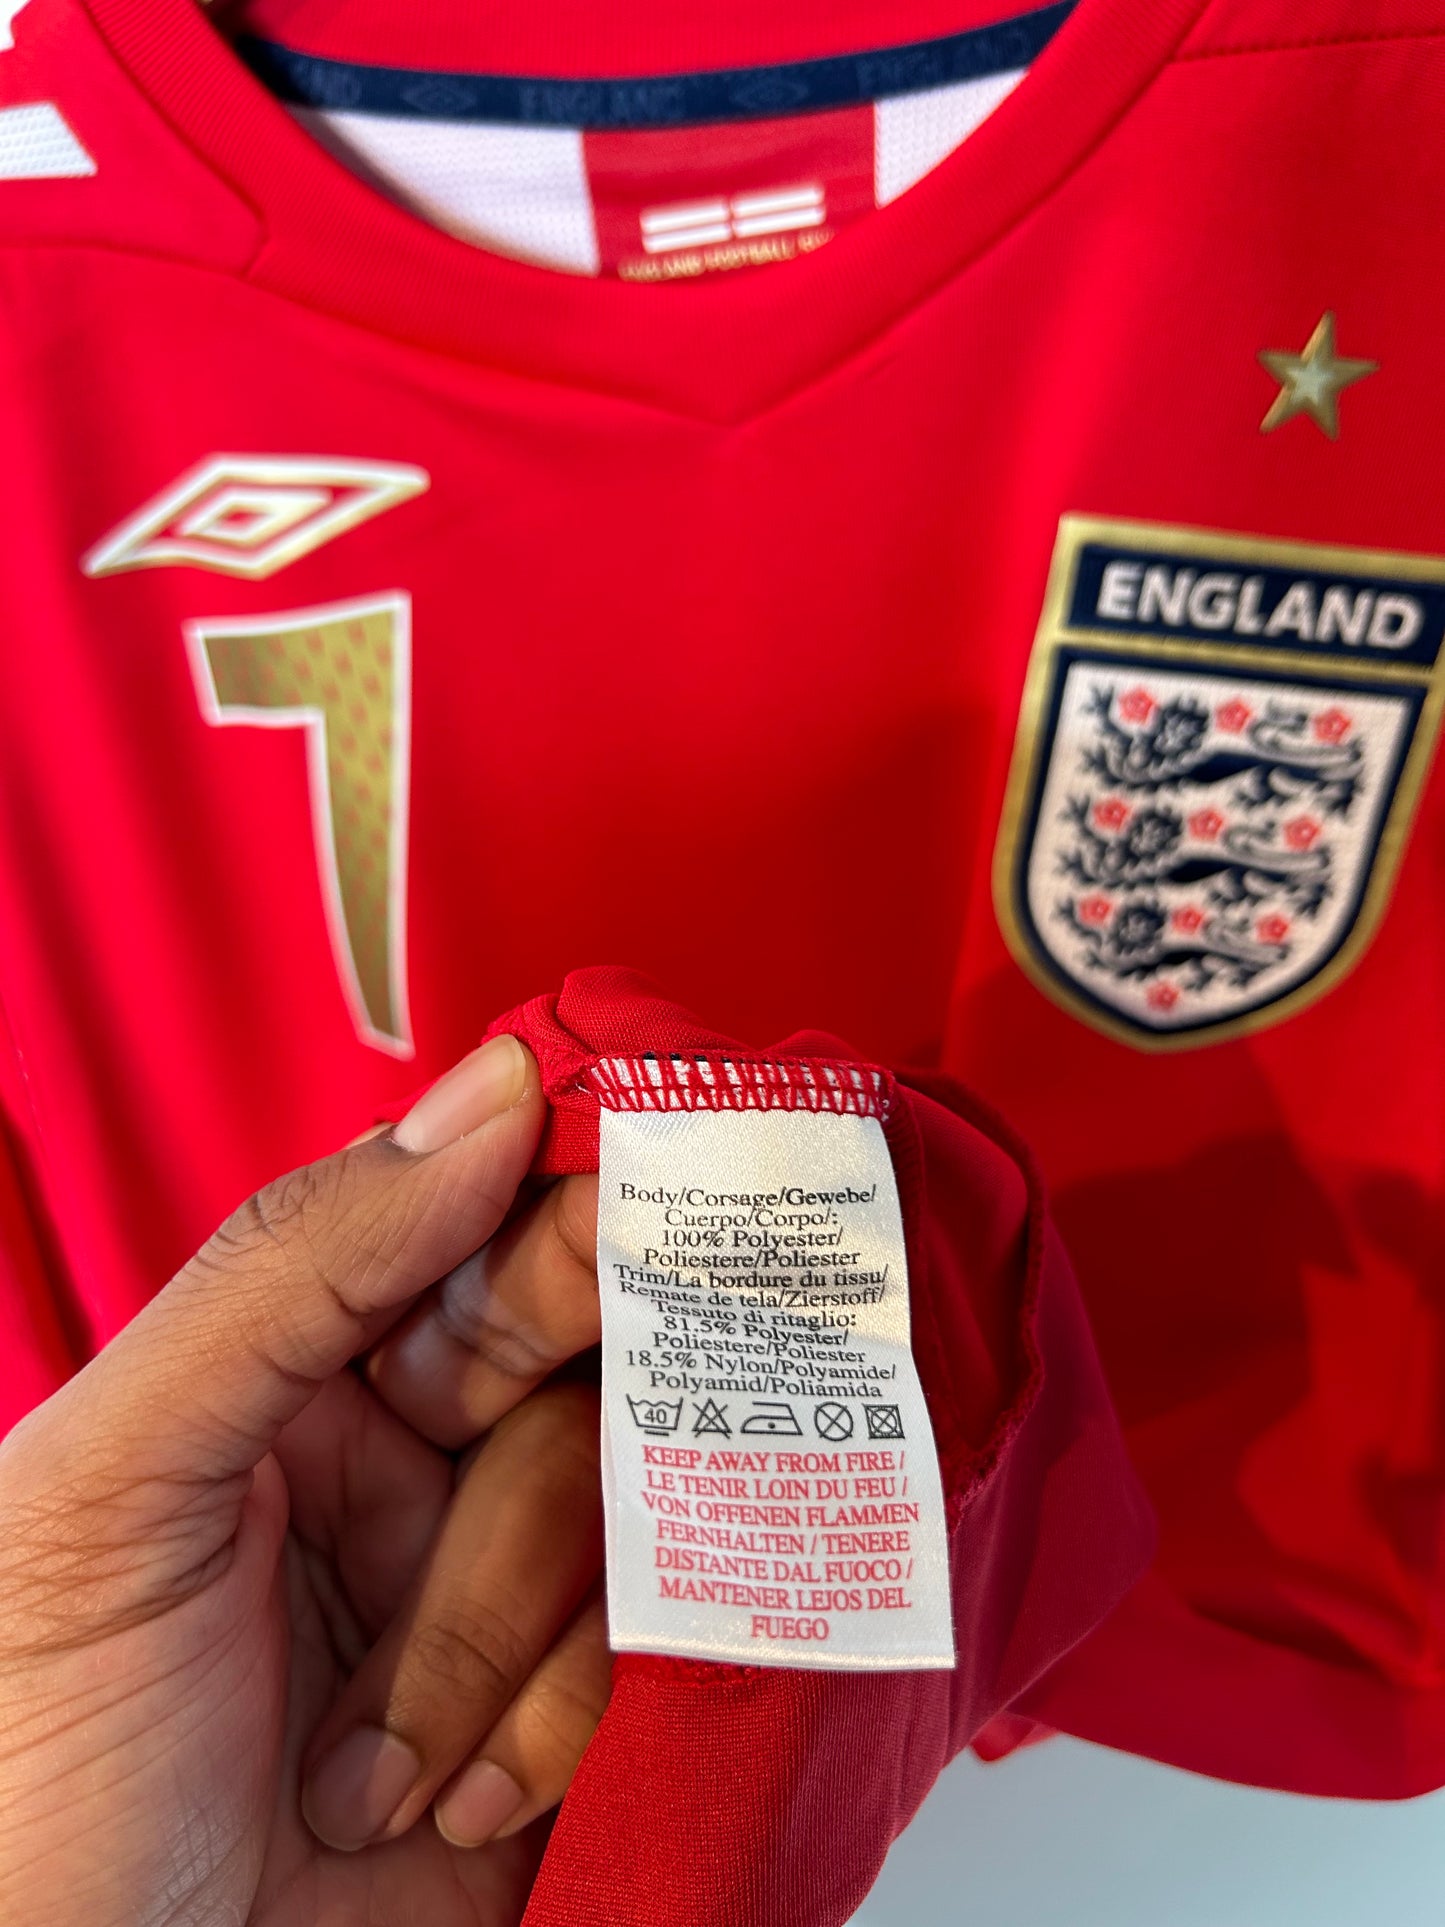 ENGLAND
ENGLAND
7
ENGLAND
Body/Corsage/Gewebe/
Cuerpo/Corpo/:
100% Polyester/
Poliestere/Poliester
Trim/La bordure du tissu/
Remate de tela/Zierstoff/
Tessuto di ritaglio:
81.5% Polyester/
Poliestere/Poliester
18.5% Nylon/Polyamide/
Polyamid/Poliamida
40
KEEP AWAY FROM FIRE /
LE TENIR LOIN DU FEU /
VON OFFENEN FLAMMEN
FERNHALTEN / TENERE
DISTANTE DAL FUOCO /
MANTENER LEJOS DEL
FUEGO